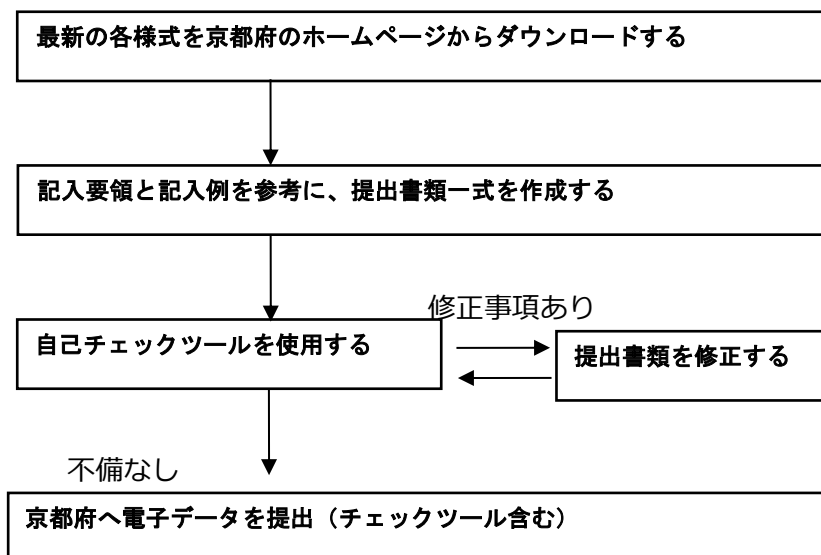 最新の各様式を京都府のホームページからダウンロードする
記入要領と記入例を参考に、提出書類一式を作成する
修正事項あり
自己チェックツールを使用する
提出書類を修正する
不備なし
京都府へ電子データを提出（チェックツール含む）